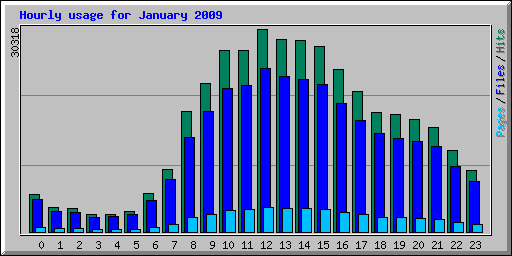 Hourly usage for January 2009
30318
Pages/Files/Hits
0 1 2 3 4 5 6 7 8 9 10 11 12 13 14 15 16 17 18 19 20 21 22 23